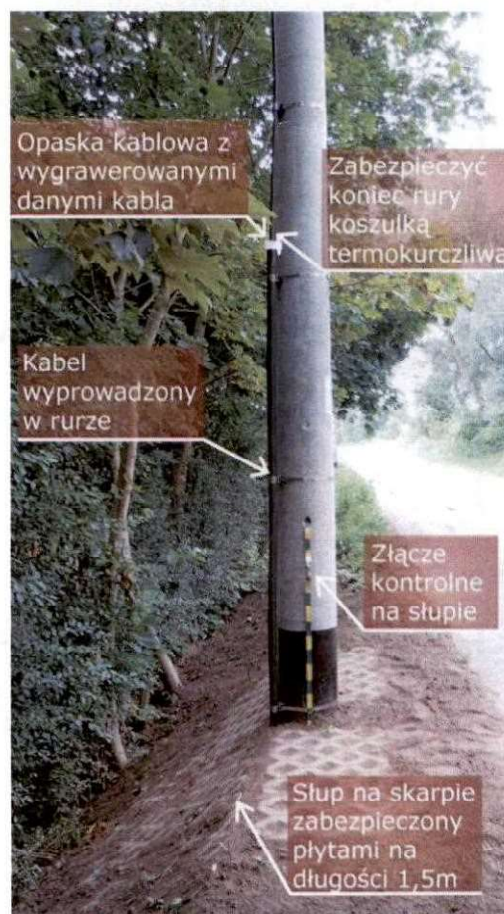 Opaska kablowa z
wygrawerowanymi
danymi kabla
Zabezpieczyć
koniec rury
koszulką
termokurczliwa
Kabel
wyprowadzony
w rurze
Złącze
kontrolne
na słupie
Słup na skarpie
zabezpieczony
płytami na
długości 1,5m